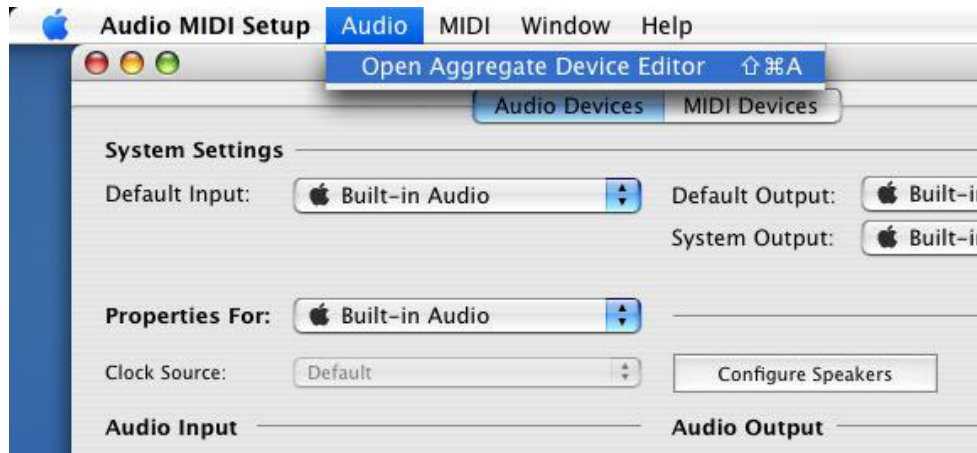 Audio MIDI Setup Audio MIDI Window Help
Open Aggregate Device Editor ⇧⌘A
Audio Devices MIDI Devices
System Settings
Default Input: Built-in Audio Default Output: Built-i
System Output: Built-i
Properties For: Built-in Audio
Clock Source: Default Configure Speakers
Audio Input Audio Output